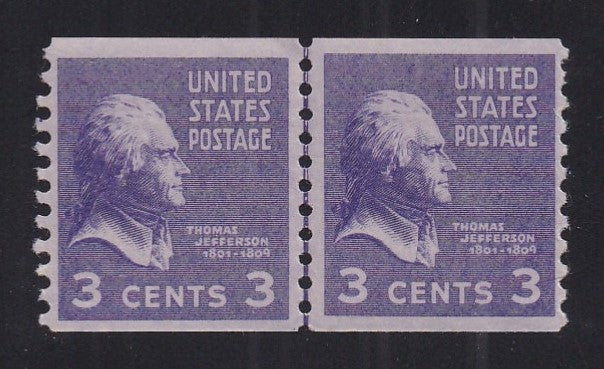 UNITED
STATES
POSTAGE
THOMAS
JEFFERSON
1801-1809
3 CENTS 3
UNITED
STATES
POSTAGE
THOMAS
JEFFERSON
1801-1809
3 CENTS 3